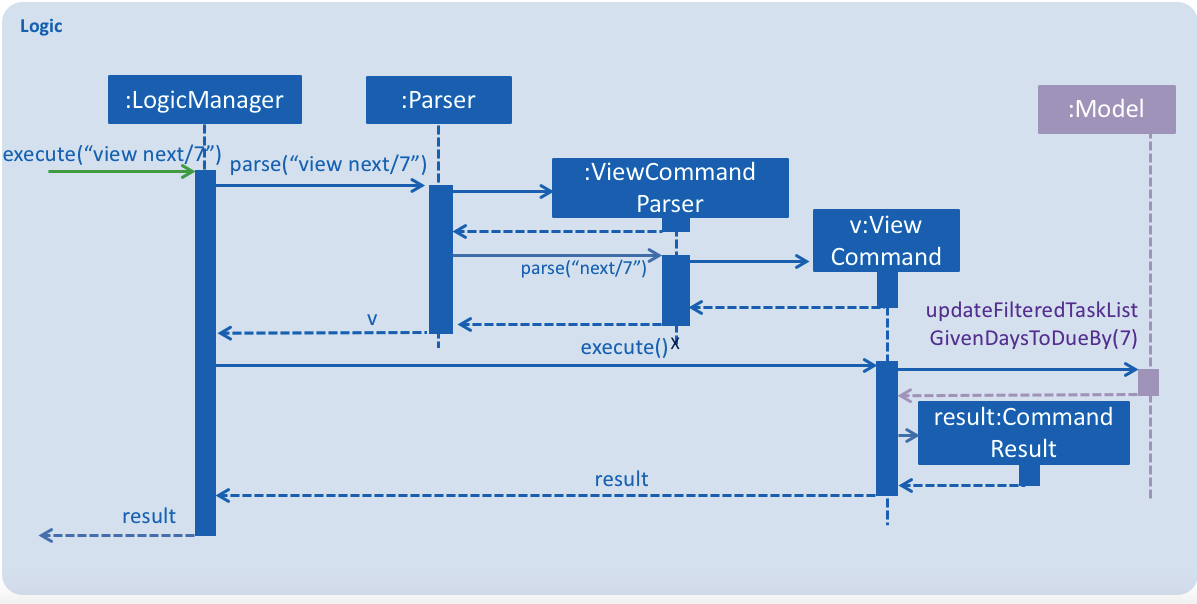 Logic
:LogicManager
:Parser
:Model
execute(“view next/7”)
parse(“view next/7”)
:ViewCommand
Parser
v:View
Command
parse(“next/7”)
updateFilteredTaskList
GivenDaysToDueBy(7)
v
execute()
X
result:Command
Result
result
result